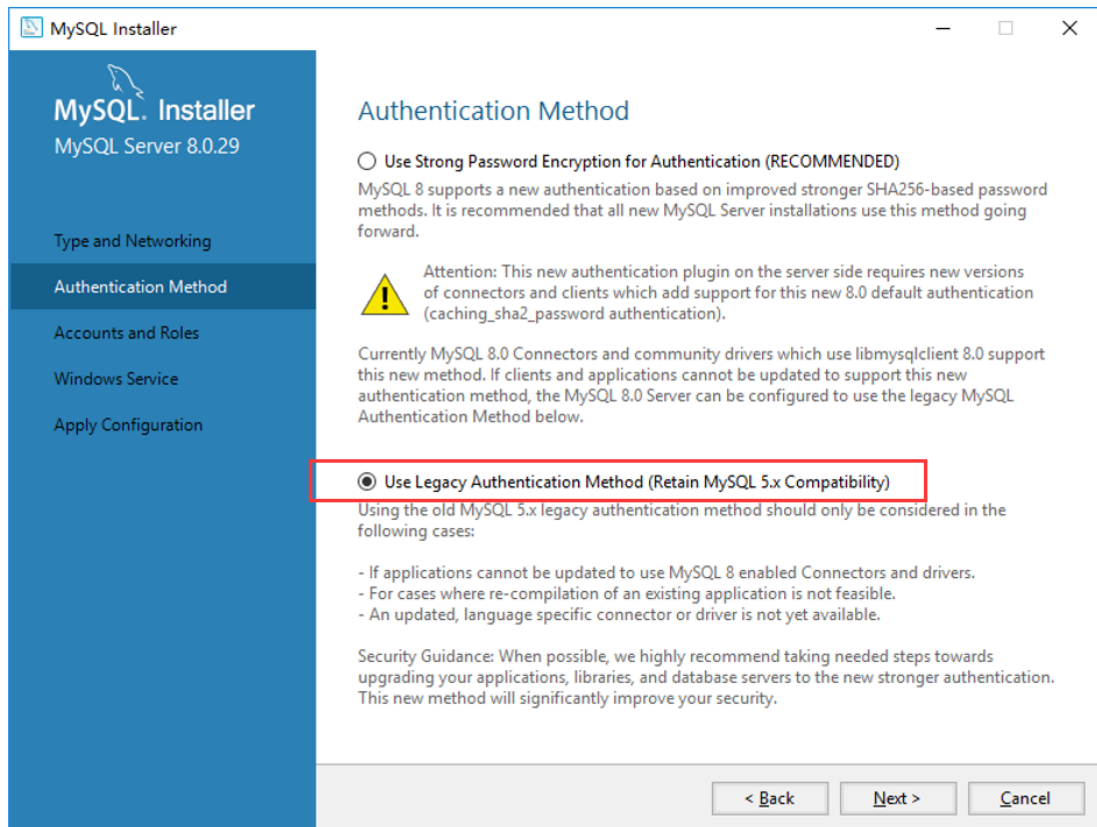 MySQL Installer
MySQL. Installer
MySQL Server 8.0.29
Type and Networking
Authentication Method
Accounts and Roles
Windows Service
Apply Configuration
Authentication Method
Use Strong Password Encryption for Authentication (RECOMMENDED)
MySQL 8 supports a new authentication based on improved stronger SHA256-based password
methods. It is recommended that all new MySQL Server installations use this method going
forward.
Attention: This new authentication plugin on the server side requires new versions
of connectors and clients which add support for this new 8.0 default authentication
(caching_sha2_password authentication).
Currently MySQL 8.0 Connectors and community drivers which use libmysqlclient 8.0 support
this new method. If clients and applications cannot be updated to support this new
authentication method, the MySQL 8.0 Server can be configured to use the legacy MySQL
Authentication Method below.
Use Legacy Authentication Method (Retain MySQL 5.x Compatibility)
Using the old MySQL 5.x legacy authentication method should only be considered in the
following cases:
- If applications cannot be updated to use MySQL 8 enabled Connectors and drivers.
- For cases where re-compilation of an existing application is not feasible.
- An updated, language specific connector or driver is not yet available.
Security Guidance: When possible, we highly recommend taking needed steps towards
upgrading your applications, libraries, and database servers to the new stronger authentication.
This new method will significantly improve your security.
< Back
Next >
Cancel